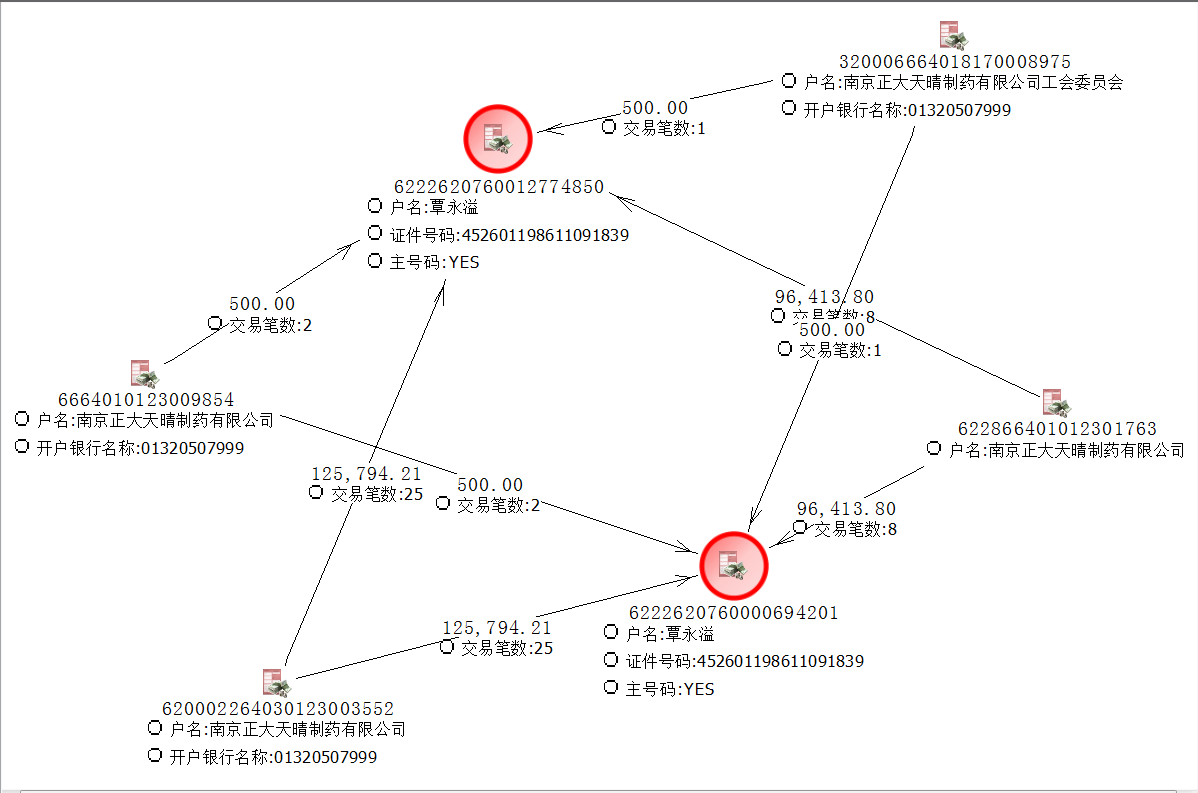 320006664018170008975
户名:南京正大天晴制药有限公司工会委员会
开户银行名称:01320507999
500.00
交易笔数:1
6222620760012774850
户名:覃永溢
证件号码:452601198611091839
主号码:YES
500.00
交易笔数:2
96,413.80
交易笔数:8
500.00
交易笔数:1
6664010123009854
户名:南京正大天晴制药有限公司
开户银行名称:01320507999
622866401012301763
户名:南京正大天晴制药有限公司
125,794.21
交易笔数:25
500.00
交易笔数:2
96,413.80
交易笔数:8
6222620760000694201
户名:覃永溢
证件号码:452601198611091839
主号码:YES
125,794.21
交易笔数:25
620002264030123003552
户名:南京正大天晴制药有限公司
开户银行名称:01320507999